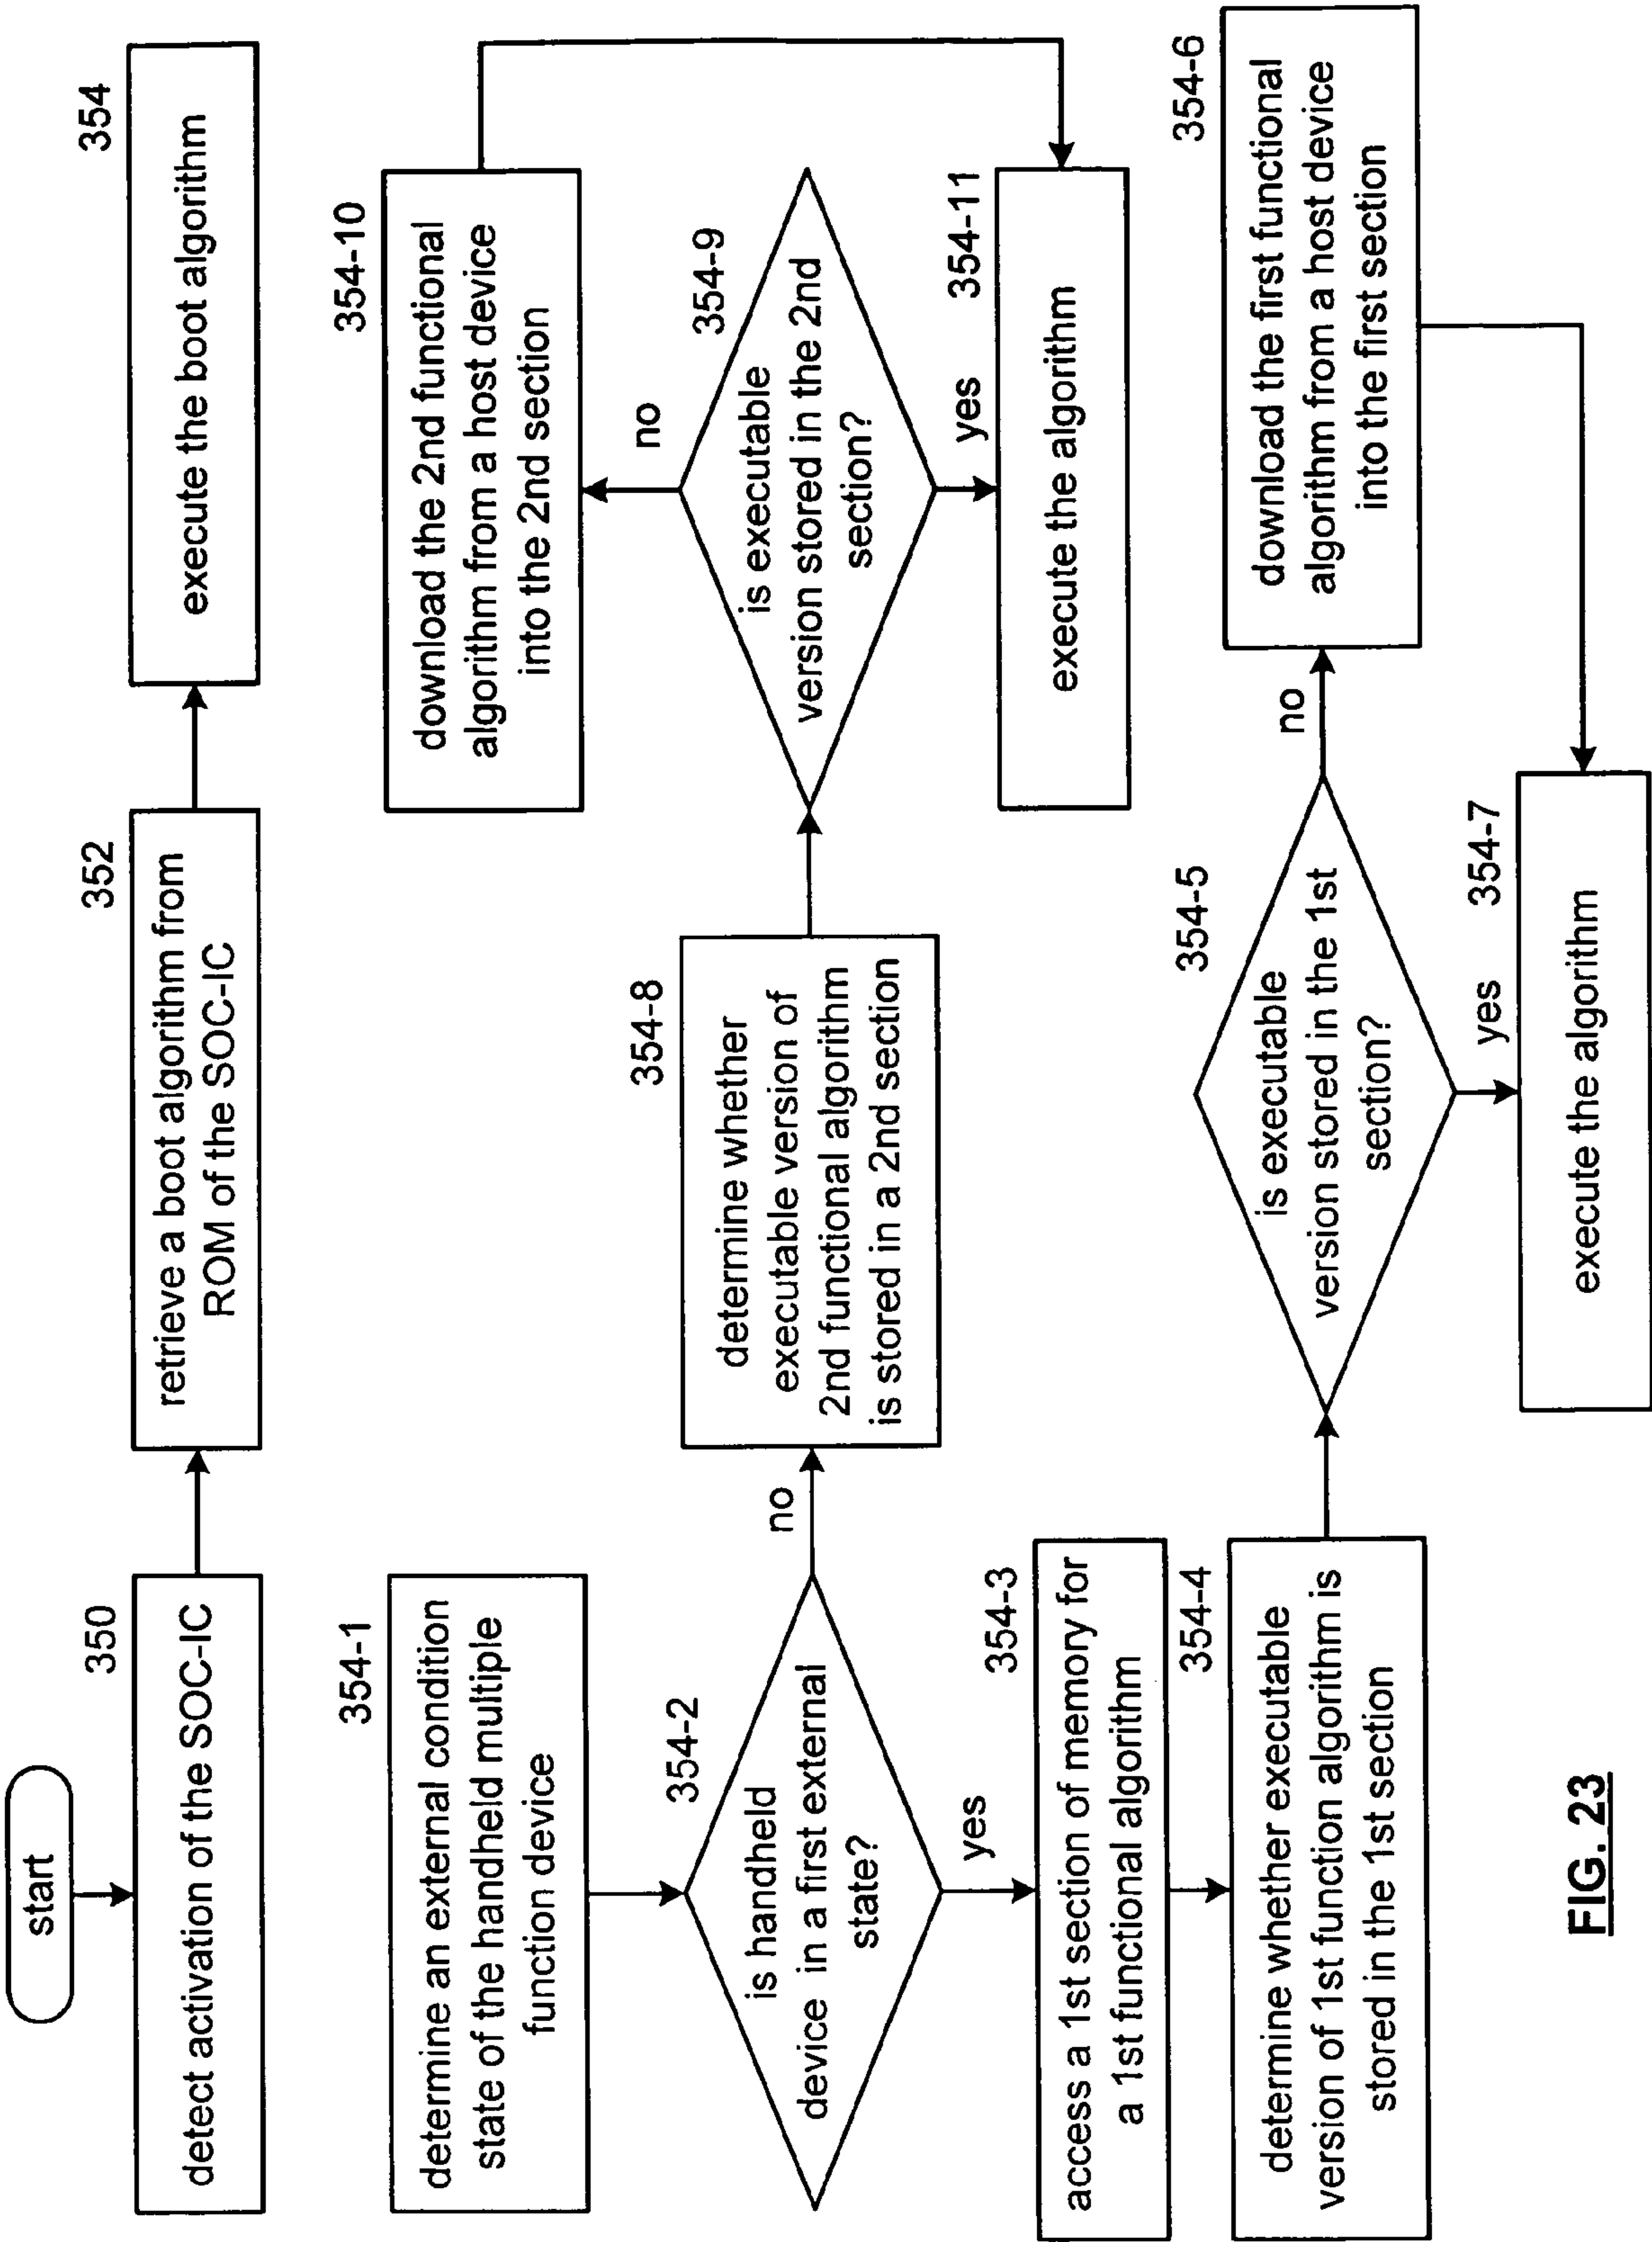 start
350
detect activation of the SOC-IC
352
retrieve a boot algorithm from
ROM of the SOC-IC
354
execute the boot algorithm
354-1
determine an external condition
state of the handheld multiple
function device
354-2
is handheld
device in a first external
state?
no
yes
354-8
determine whether
executable version of
2nd functional algorithm
is stored in a 2nd section
354-9
is executable
version stored in the 2nd
section?
no
yes
354-10
download the 2nd functional
algorithm from a host device
into the 2nd section
354-11
execute the algorithm
354-3
access a 1st section of memory for
a 1st functional algorithm
354-4
determine whether executable
version of 1st function algorithm is
stored in the 1st section
354-5
is executable
version stored in the 1st
section?
no
yes
354-6
download the first functional
algorithm from a host device
into the first section
354-7
execute the algorithm
FIG. 23